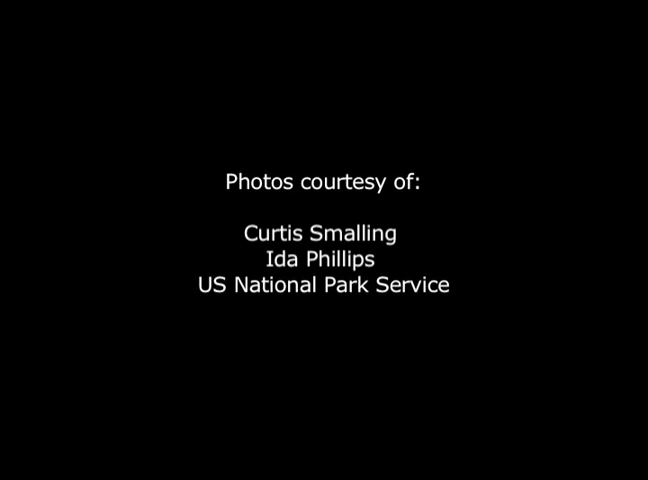 Photos courtesy of:
Curtis Smalling
Ida Phillips
US National Park Service